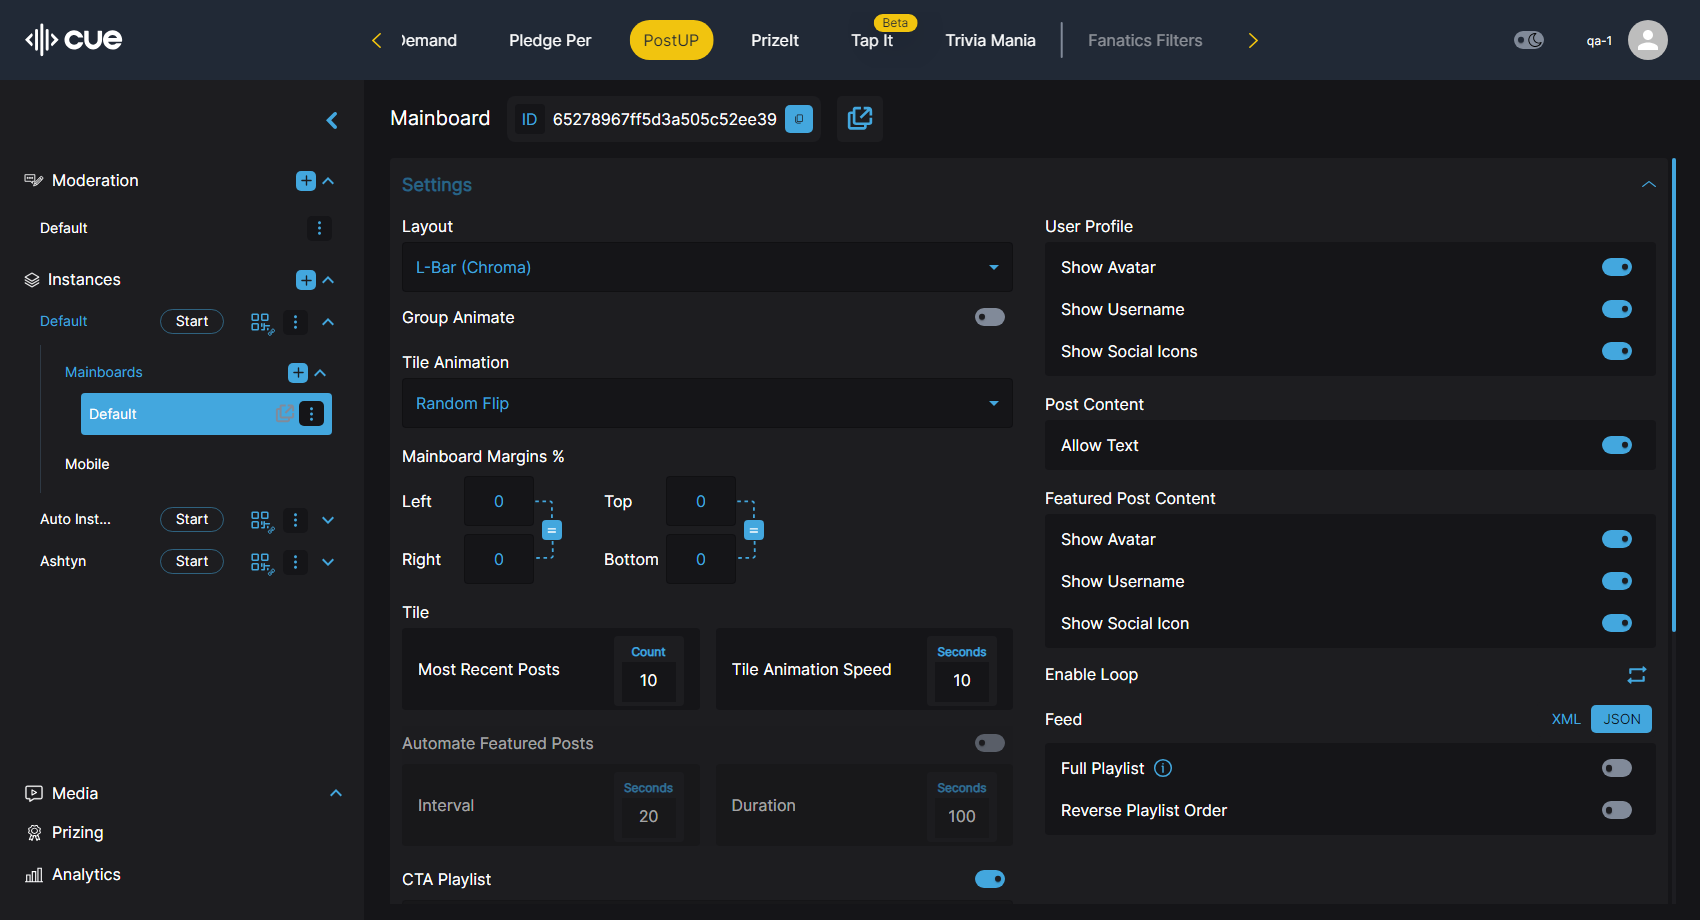 cue
Demand
Pledge Per
PostUP
PrizeIt
Tap It
Beta
Trivia Mania
Fanatics Filters
qa-1
Moderation
Default
Instances
Default
Start
Mainboards
Default
Mobile
Auto Inst...
Start
Ashtyn
Start
Media
Prizing
Analytics
Mainboard
ID 65278967ff5d3a505c52ee39
Settings
Layout
L-Bar (Chroma)
Group Animate
Tile Animation
Random Flip
Mainboard Margins %
Left 0
Top 0
Right 0
Bottom 0
Tile
Most Recent Posts
Count
10
Tile Animation Speed
Seconds
10
Automate Featured Posts
Interval
Seconds
20
Duration
Seconds
100
CTA Playlist
User Profile
Show Avatar
Show Username
Show Social Icons
Post Content
Allow Text
Featured Post Content
Show Avatar
Show Username
Show Social Icon
Enable Loop
Feed
XML
JSON
Full Playlist
Reverse Playlist Order